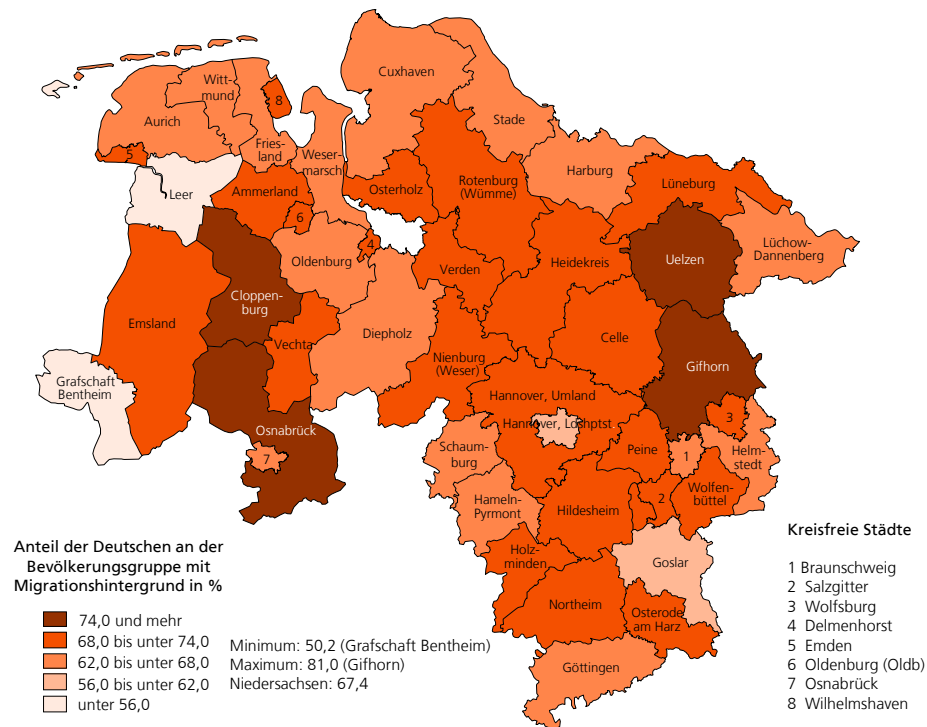 Cuxhaven
Witt-
mund
8
Stade
Aurich
Fries-
land
Weser-
marsch
5
Harburg
Leer
Ammerland
Osterholz
Rotenburg
(Wümme)
Lüneburg
6
4
Oldenburg
Verden
Heidekreis
Uelzen
Lüchow-
Dannenberg
Cloppen-
burg
Emsland
Vechta
Diepholz
Celle
Nienburg
(Weser)
Gifhorn
Grafschaft
Bentheim
Hannover, Umland
3
Osnabrück
Hannover, Ldshptst
7
Schaum-
burg
Peine
1
Helm-
stedt
Hameln-
Pyrmont
Hildesheim
2
Wolfen-
büttel
Holz-
minden
Goslar
Northeim
Osterode
am Harz
Göttingen
Anteil der Deutschen an der
Bevölkerungsgruppe mit
Migrationshintergrund in %
74,0 und mehr
68,0 bis unter 74,0
62,0 bis unter 68,0
56,0 bis unter 62,0
unter 56,0
Minimum: 50,2 (Grafschaft Bentheim)
Maximum: 81,0 (Gifhorn)
Niedersachsen: 67,4
Kreisfreie Städte
1 Braunschweig
2 Salzgitter
3 Wolfsburg
4 Delmenhorst
5 Emden
6 Oldenburg (Oldb)
7 Osnabrück
8 Wilhelmshaven